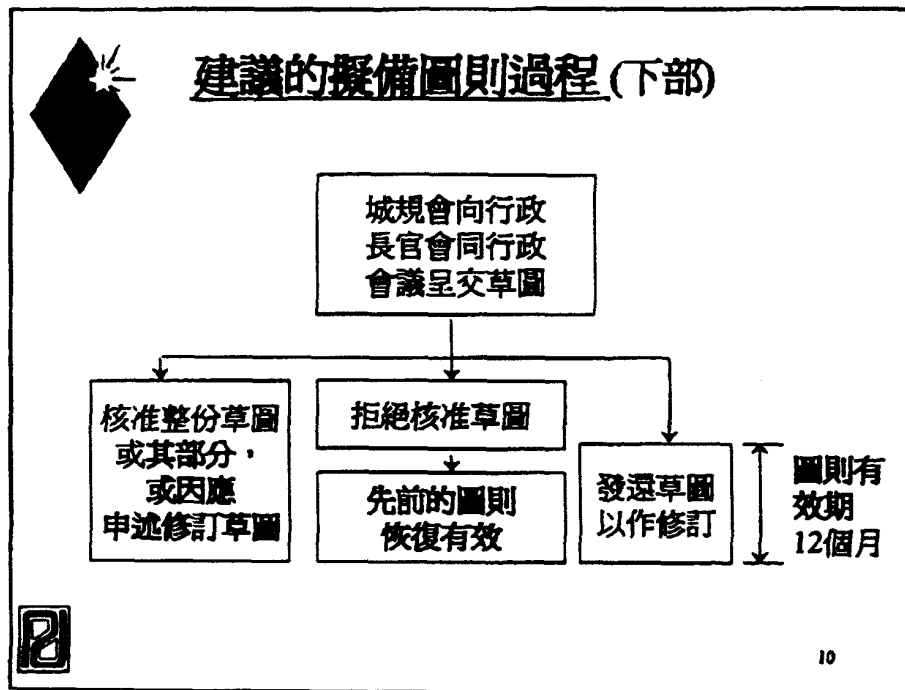 建議的擬備圖則過程(下部)
城規會向行政
長官會同行政
會議呈交草圖
核准整份草圖
或其部分，
或因應
申述修訂草圖
拒絕核准草圖
先前的圖則
恢復有效
發還草圖
以作修訂
圖則有
效期
12個月
10